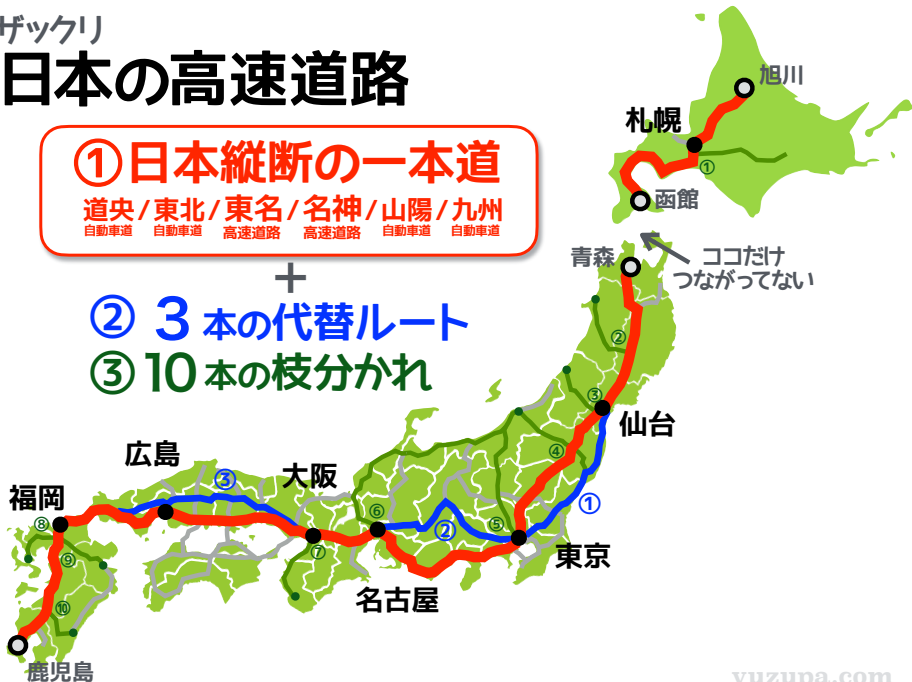 ザックリ
日本の高速道路
①日本縦断の一本道
道央/東北/東名/名神/山陽/九州
自動車道 自動車道 高速道路 高速道路 自動車道 自動車道
+
② 3 本の代替ルート
③ 10 本の枝分かれ
旭川
札幌
①
函館
青森
ココだけ
つながってない
②
③
仙台
④
①
広島
③
大阪
福岡
⑧
⑥
②
⑤
東京
⑦
⑨
名古屋
⑩
鹿児島
yuzupa.com